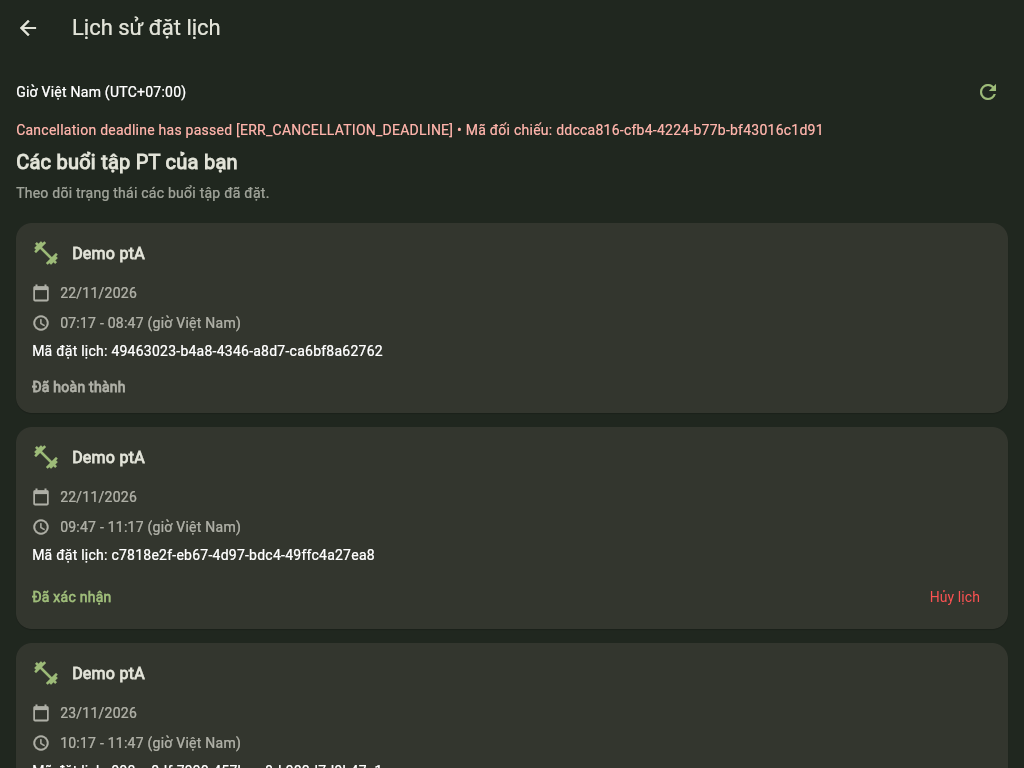 Lịch sử đặt lịch
Giờ Việt Nam (UTC+07:00)
Cancellation deadline has passed [ERR_CANCELLATION_DEADLINE] • Mã đối chiếu: ddcca816-cfb4-4224-b77b-bf43016c1d91
Các buổi tập PT của bạn
Theo dõi trạng thái các buổi tập đã đặt.
Demo ptA
22/11/2026
07:17 - 08:47 (giờ Việt Nam)
Mã đặt lịch: 49463023-b4a8-4346-a8d7-ca6bf8a62762
Đã hoàn thành
Demo ptA
22/11/2026
09:47 - 11:17 (giờ Việt Nam)
Mã đặt lịch: c7818e2f-eb67-4d97-bdc4-49ffc4a27ea8
Đã xác nhận
Hủy lịch
Demo ptA
23/11/2026
10:17 - 11:47 (giờ Việt Nam)
Mã đặt lịch: